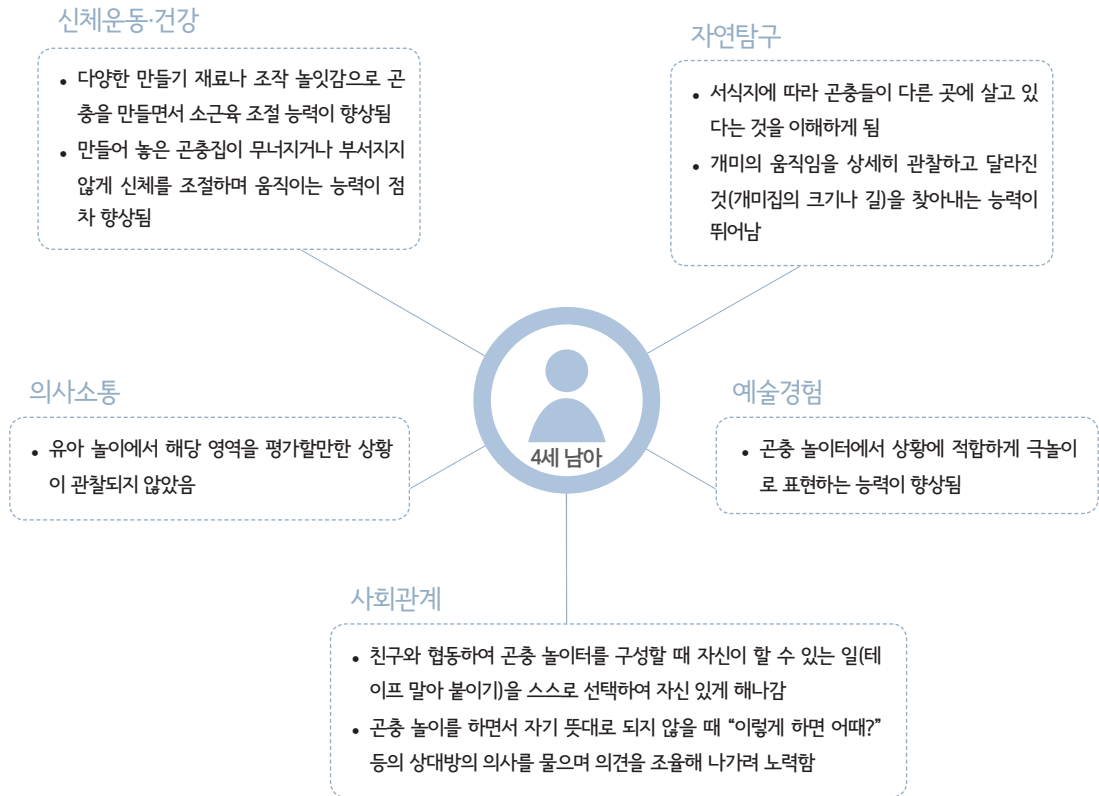 신체운동·건강
• 다양한 만들기 재료나 조작 놀잇감으로 곤
충을 만들면서 소근육 조절 능력이 향상됨
• 만들어 놓은 곤충집이 무너지거나 부서지지
않게 신체를 조절하며 움직이는 능력이 점
차 향상됨
자연탐구
• 서식지에 따라 곤충들이 다른 곳에 살고 있
다는 것을 이해하게 됨
• 개미의 움직임을 상세히 관찰하고 달라진
것(개미집의 크기나 길)을 찾아내는 능력이
뛰어남
의사소통
• 유아 놀이에서 해당 영역을 평가할만한 상황
이 관찰되지 않았음
4세 남아
예술경험
• 곤충 놀이터에서 상황에 적합하게 극놀이
로 표현하는 능력이 향상됨
사회관계
• 친구와 협동하여 곤충 놀이터를 구성할 때 자신이 할 수 있는 일(테
이프 말아 붙이기)을 스스로 선택하여 자신 있게 해나감
• 곤충 놀이를 하면서 자기 뜻대로 되지 않을 때 “이렇게 하면 어때?”
등의 상대방의 의사를 물으며 의견을 조율해 나가려 노력함